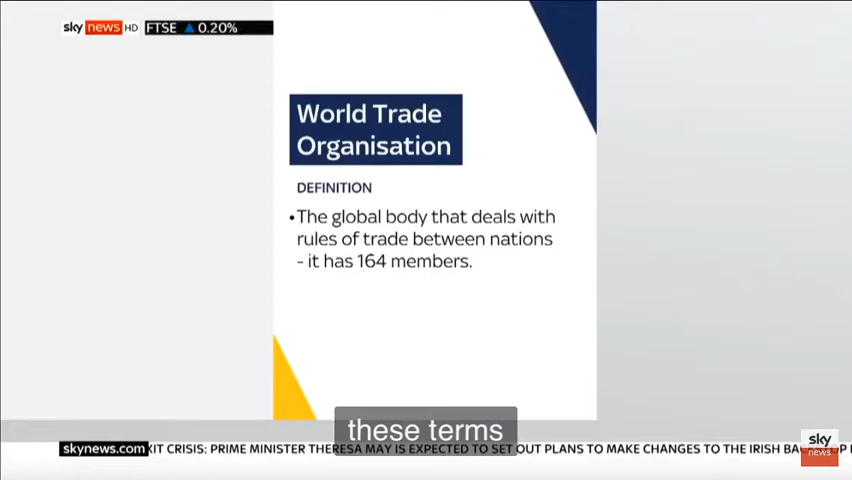 sky news HD FTSE 0.20%
World Trade
Organisation
DEFINITION
•The global body that deals with
rules of trade between nations
- it has 164 members.
these terms
skynews.com XIT CRISIS: PRIME MINISTER THERESA MAY IS EXPECTED TO SET OUT PLANS TO MAKE CHANGES TO THE IRISH
sky
news